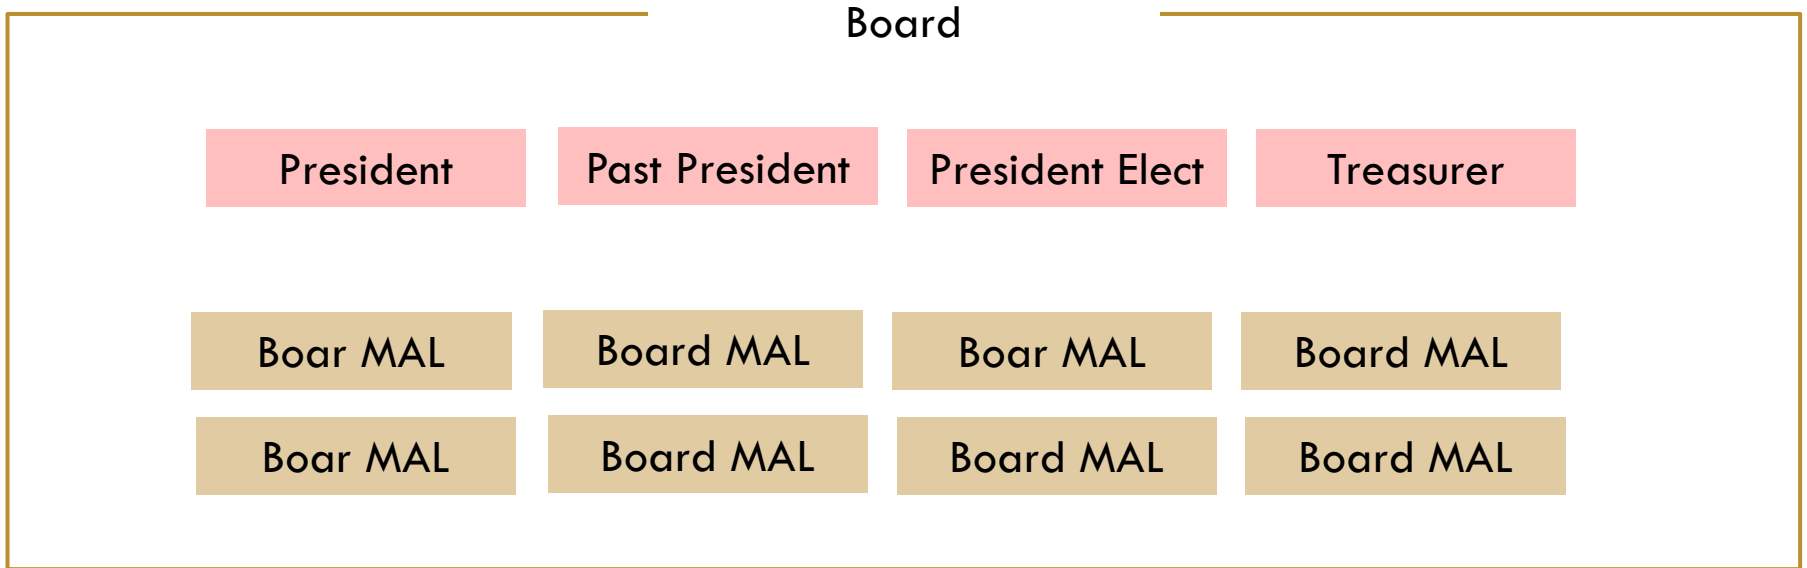 Board
President Past President President Elect Treasurer
Boar MAL Board MAL Boar MAL Board MAL
Boar MAL Board MAL Board MAL Board MAL